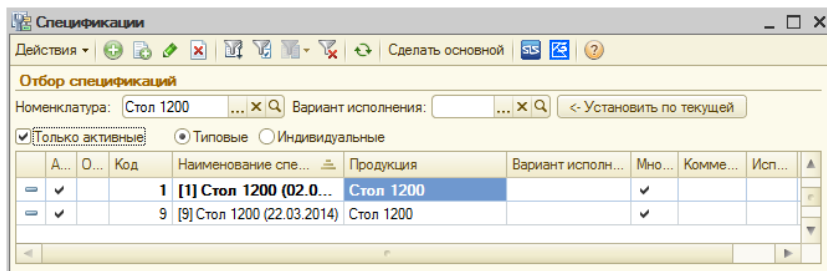 Спецификации
Действия Сделать основной SLS
Отбор спецификаций
Номенклатура: Стол 1200 ... Вариант исполнения: ... <- Установить по текущей
Только активные Типовые Индивидуальные
А... О... Код Наименование спе... Продукция Вариант исполн... Мно... Комме... Исп...
1 [1] Стол 1200 (02.0... Стол 1200
9 [9] Стол 1200 (22.03.2014) Стол 1200